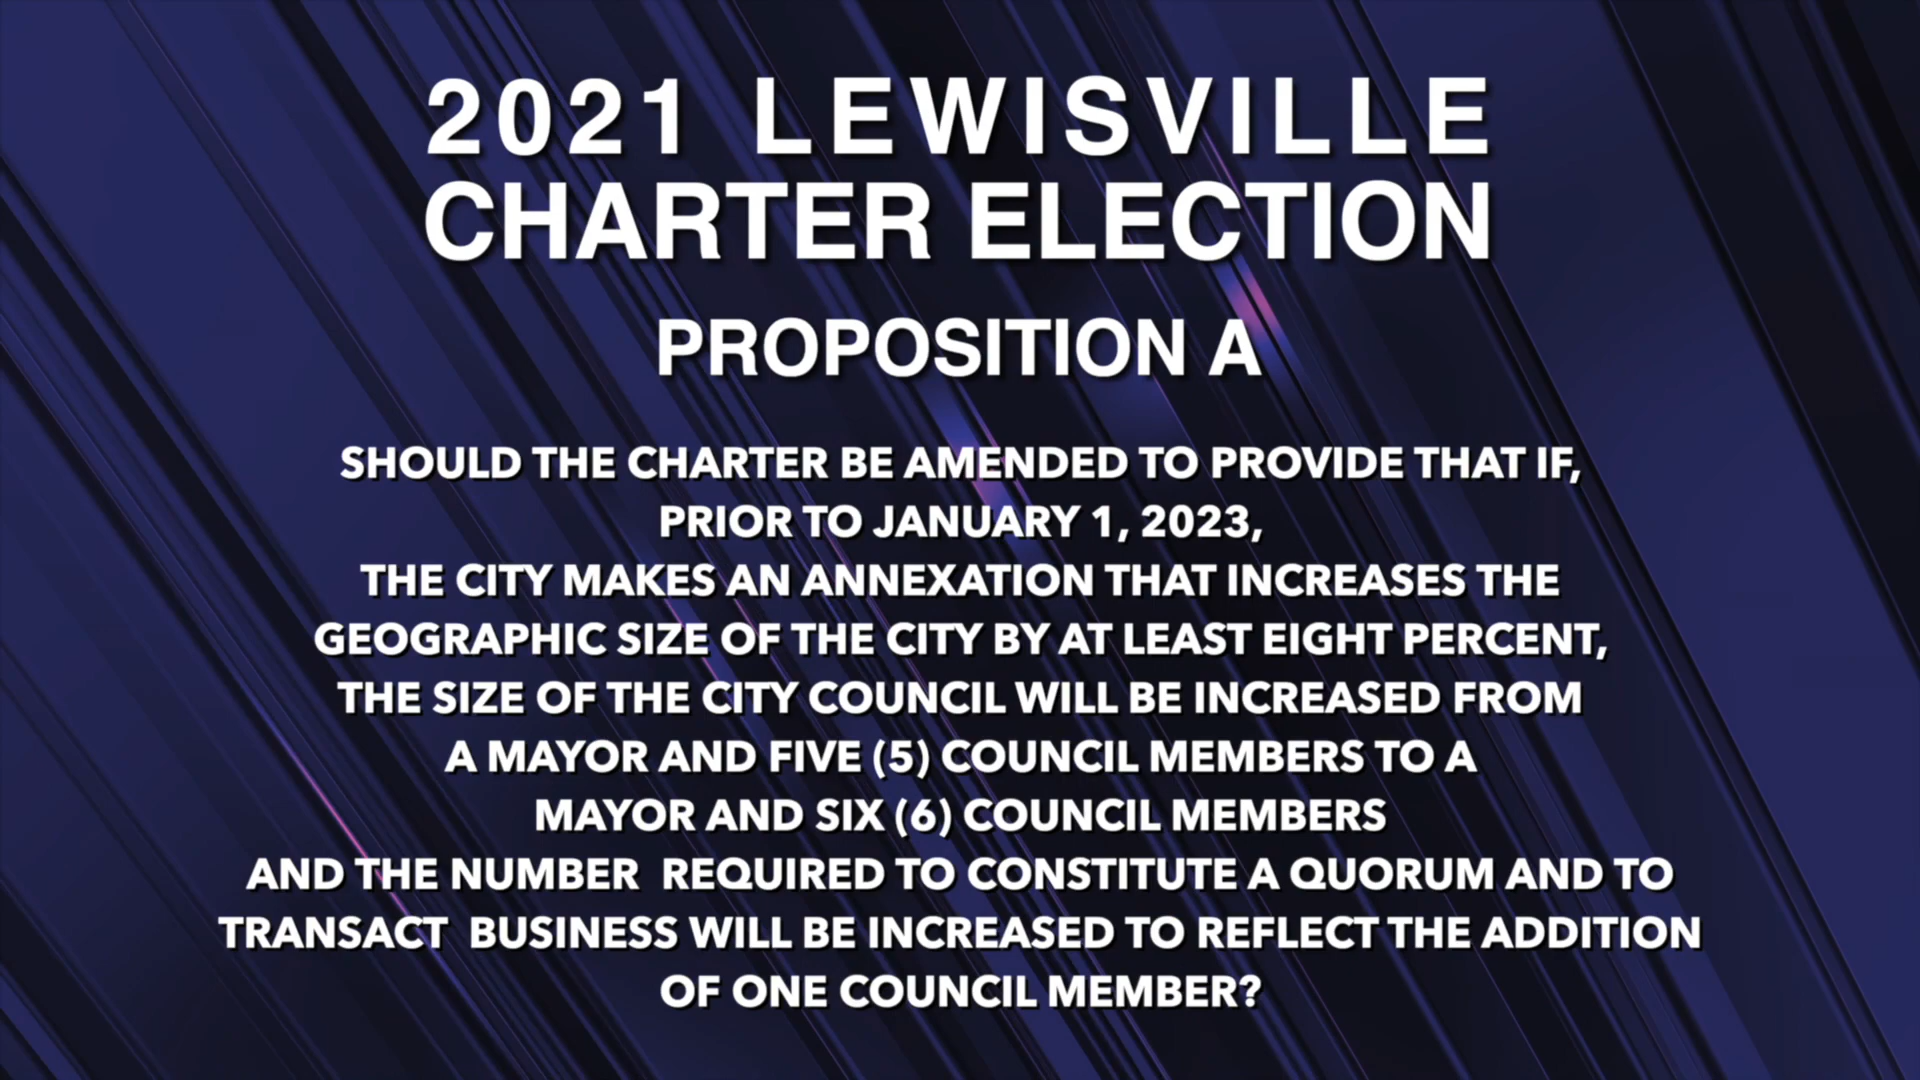 2021 LEWISVILLE
CHARTER ELECTION
PROPOSITION A
SHOULD THE CHARTER BE AMENDED TO PROVIDE THAT IF,
PRIOR TO JANUARY 1, 2023,
THE CITY MAKES AN ANNEXATION THAT INCREASES THE
GEOGRAPHIC SIZE OF THE CITY BY AT LEAST EIGHT PERCENT,
THE SIZE OF THE CITY COUNCIL WILL BE INCREASED FROM
A MAYOR AND FIVE (5) COUNCIL MEMBERS TO A
MAYOR AND SIX (6) COUNCIL MEMBERS
AND THE NUMBER REQUIRED TO CONSTITUTE A QUORUM AND TO
TRANSACT BUSINESS WILL BE INCREASED TO REFLECT THE ADDITION
OF ONE COUNCIL MEMBER?